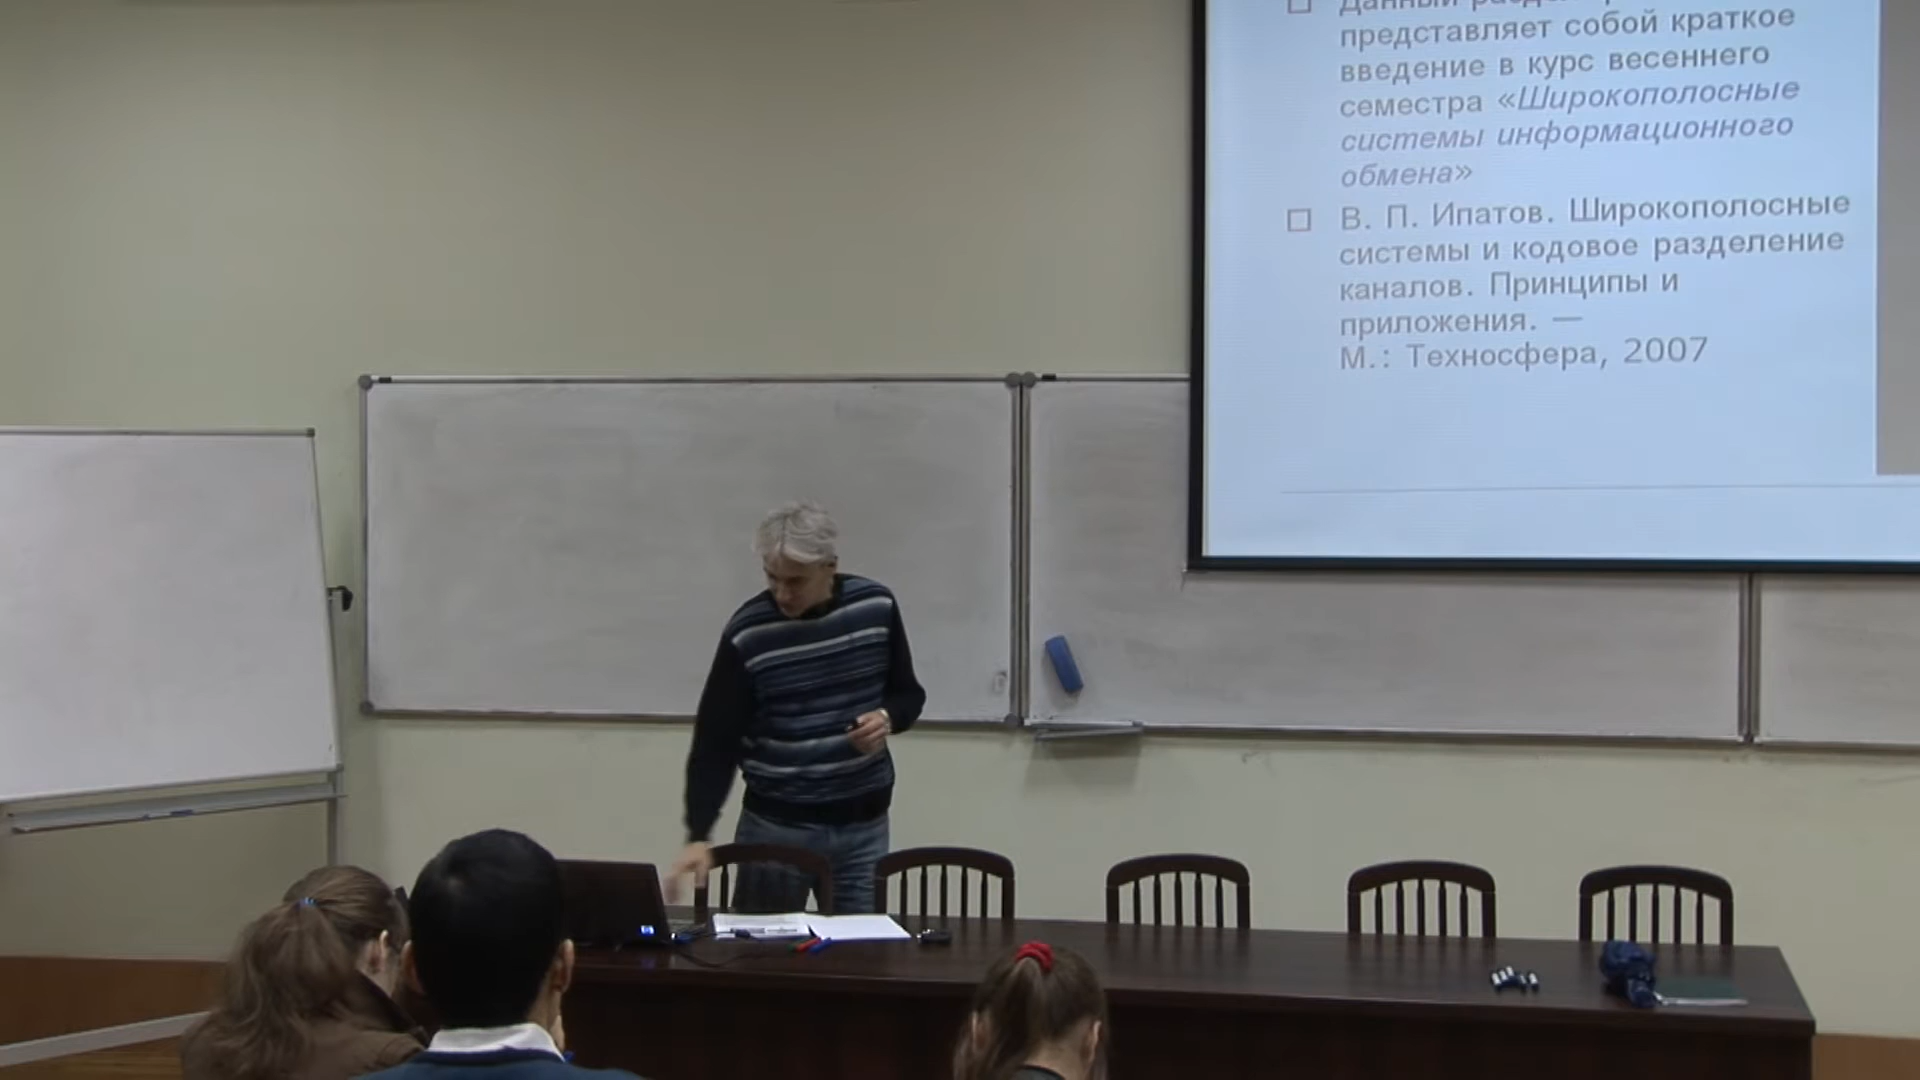 Данный
представляет собой краткое
введение в курс весеннего
семестра «Широкополосные
системы информационного
обмена»
В. П. Ипатов. Широкополосные
системы и кодовое разделение
каналов. Принципы и
приложения. —
М.: Техносфера, 2007